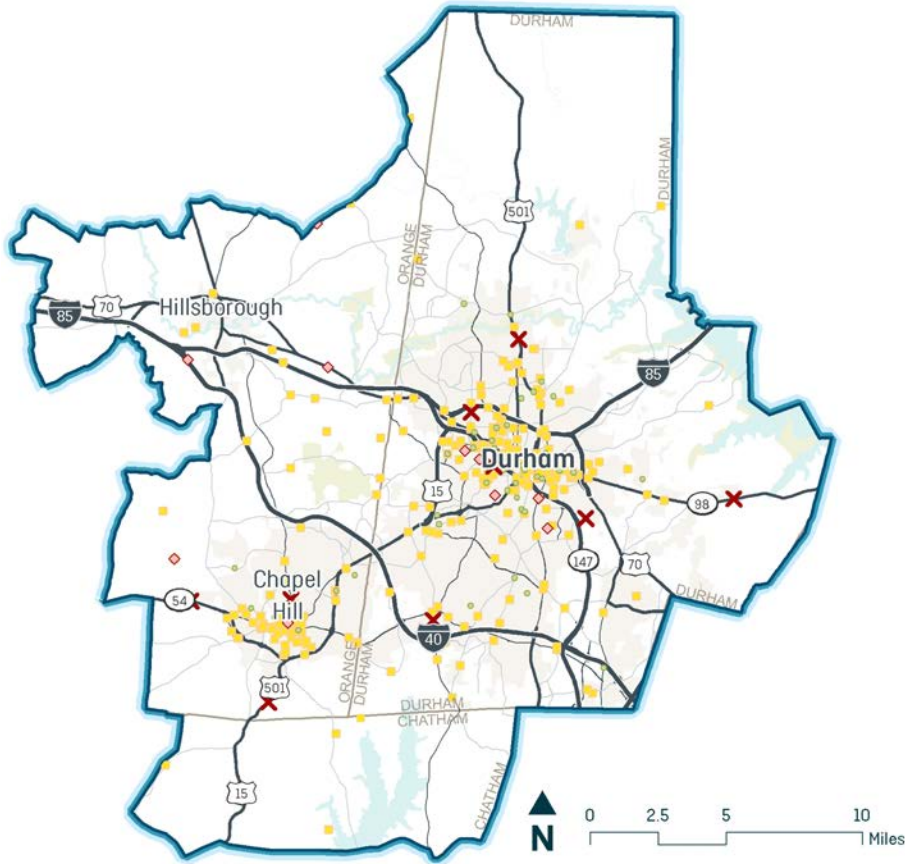 DURHAM
DURHAM
501
ORANGE
DURHAM
70
Hillsborough
85
85
Durham
15
98
147
70
Chapel
Hill
54
DURHAM
40
501
ORANGE
DURHAM
DURHAM
CHATHAM
15
CHATHAM
N
0 2.5 5 10
Miles